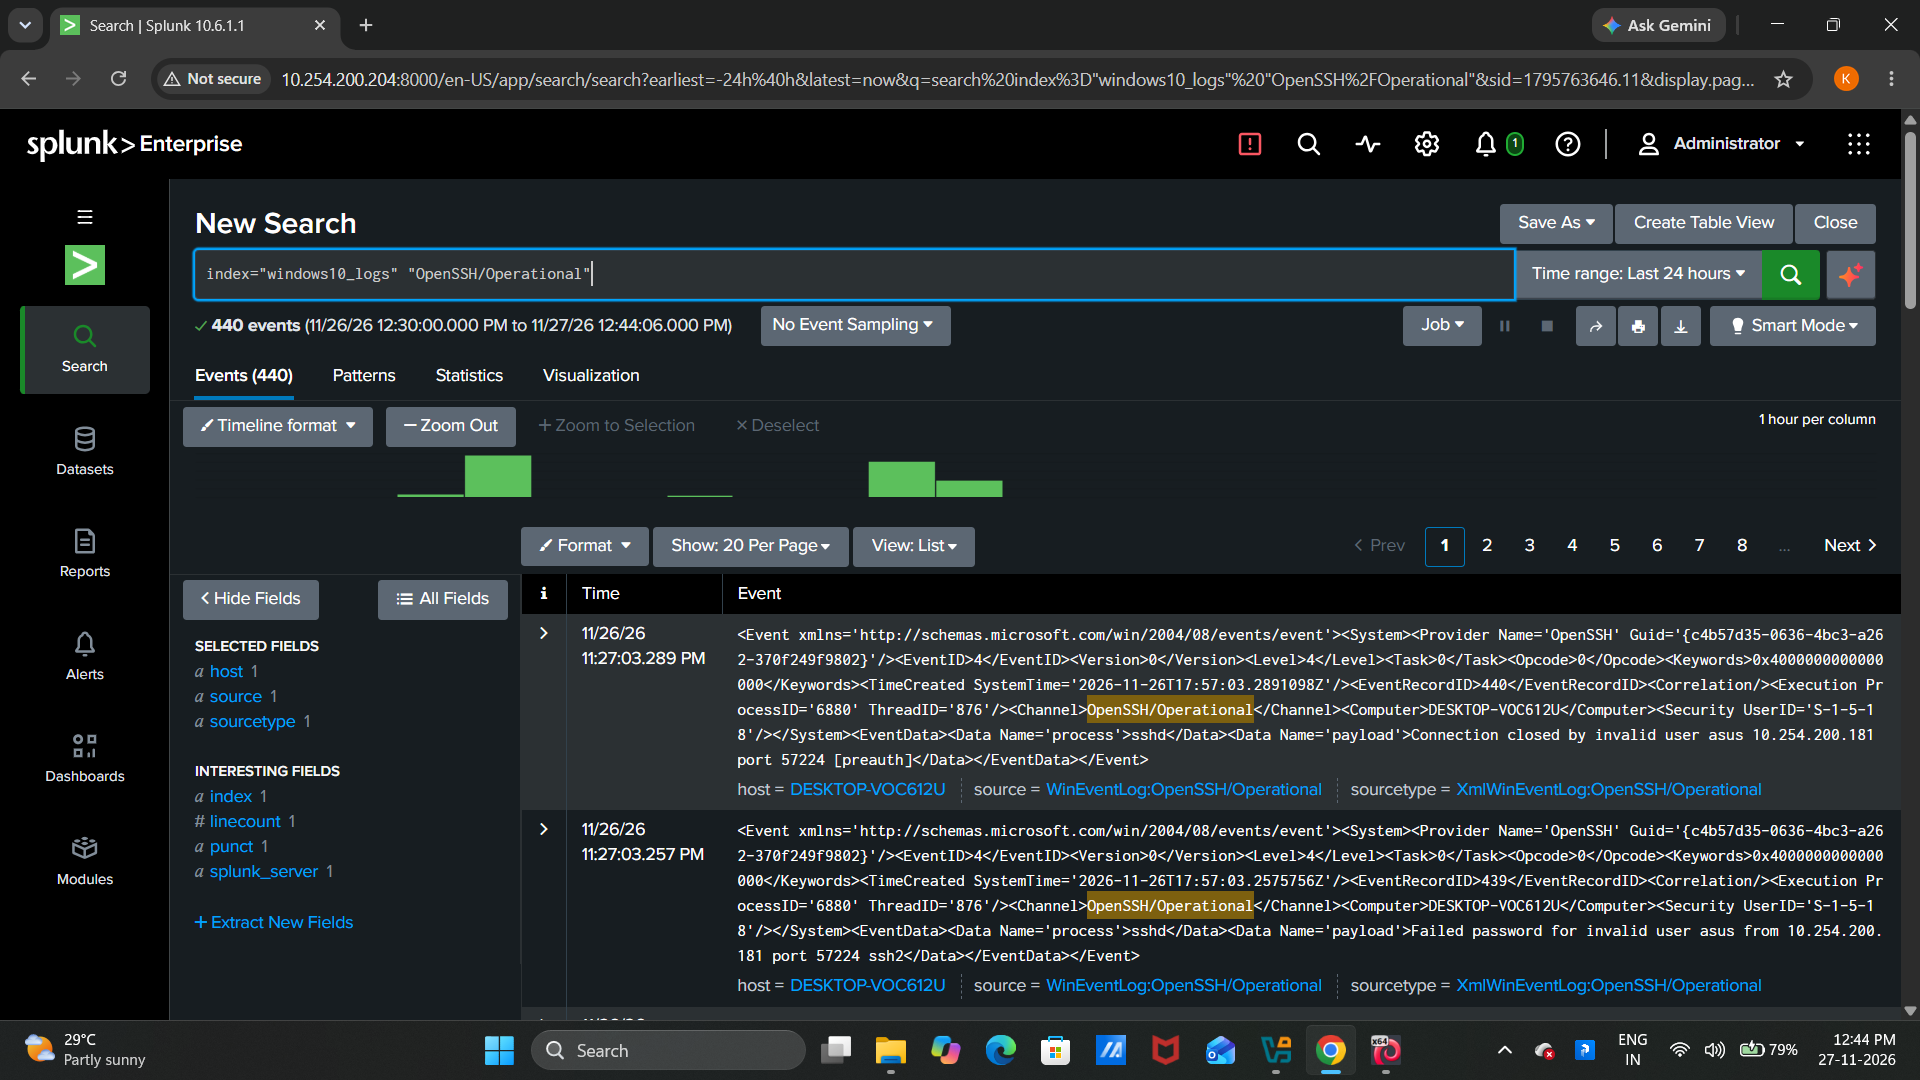 Search | Splunk 10.6.1.1
Ask Gemini
Not secure
10.254.200.204:8000/en-US/app/search/search?earliest=-24h%40h&latest=now&q=search%20index%3D"windows10_logs"%20"OpenSSH%2FOperational"&sid=1795763646.11&display.pag...
K
splunk> Enterprise
1
Administrator
New Search
Save As
Create Table View
Close
index="windows10_logs" "OpenSSH/Operational"
Time range: Last 24 hours
440 events (11/26/26 12:30:00.000 PM to 11/27/26 12:44:06.000 PM)
No Event Sampling
Job
Smart Mode
Events (440)
Patterns
Statistics
Visualization
Timeline format
Zoom Out
+ Zoom to Selection
× Deselect
1 hour per column
Format
Show: 20 Per Page
View: List
< Prev
1
2
3
4
5
6
7
8
...
Next >
Search
Datasets
Reports
Alerts
Dashboards
Modules
< Hide Fields
All Fields
SELECTED FIELDS
a host 1
a source 1
a sourcetype 1
INTERESTING FIELDS
a index 1
# linecount 1
a punct 1
a splunk_server 1
+ Extract New Fields
i
Time
Event
11/26/26
11:27:03.289 PM
<Event xmlns='http://schemas.microsoft.com/win/2004/08/events/event'><System><Provider Name='OpenSSH' Guid='{c4b57d35-0636-4bc3-a26
2-370f249f9802}'/><EventID>4</EventID><Version>0</Version><Level>4</Level><Task>0</Task><Opcode>0</Opcode><Keywords>0x4000000000000
000</Keywords><TimeCreated SystemTime='2026-11-26T17:57:03.2891098Z'/><EventRecordID>440</EventRecordID><Correlation/><Execution Pr
ocessID='6880' ThreadID='876'/><Channel>OpenSSH/Operational</Channel><Computer>DESKTOP-VOC612U</Computer><Security UserID='S-1-5-1
8'/></System><EventData><Data Name='process'>sshd</Data><Data Name='payload'>Connection closed by invalid user asus 10.254.200.181
port 57224 [preauth]</Data></EventData></Event>
host = DESKTOP-VOC612U
source = WinEventLog:OpenSSH/Operational
sourcetype = XmlWinEventLog:OpenSSH/Operational
11/26/26
11:27:03.257 PM
<Event xmlns='http://schemas.microsoft.com/win/2004/08/events/event'><System><Provider Name='OpenSSH' Guid='{c4b57d35-0636-4bc3-a26
2-370f249f9802}'/><EventID>4</EventID><Version>0</Version><Level>4</Level><Task>0</Task><Opcode>0</Opcode><Keywords>0x4000000000000
000</Keywords><TimeCreated SystemTime='2026-11-26T17:57:03.2575756Z'/><EventRecordID>439</EventRecordID><Correlation/><Execution Pr
ocessID='6880' ThreadID='876'/><Channel>OpenSSH/Operational</Channel><Computer>DESKTOP-VOC612U</Computer><Security UserID='S-1-5-1
8'/></System><EventData><Data Name='process'>sshd</Data><Data Name='payload'>Failed password for invalid user asus from 10.254.200.
181 port 57224 ssh2</Data></EventData></Event>
host = DESKTOP-VOC612U
source = WinEventLog:OpenSSH/Operational
sourcetype = XmlWinEventLog:OpenSSH/Operational
29°C
Partly sunny
Search
x64
ENG
IN
79%
12:44 PM
27-11-2026